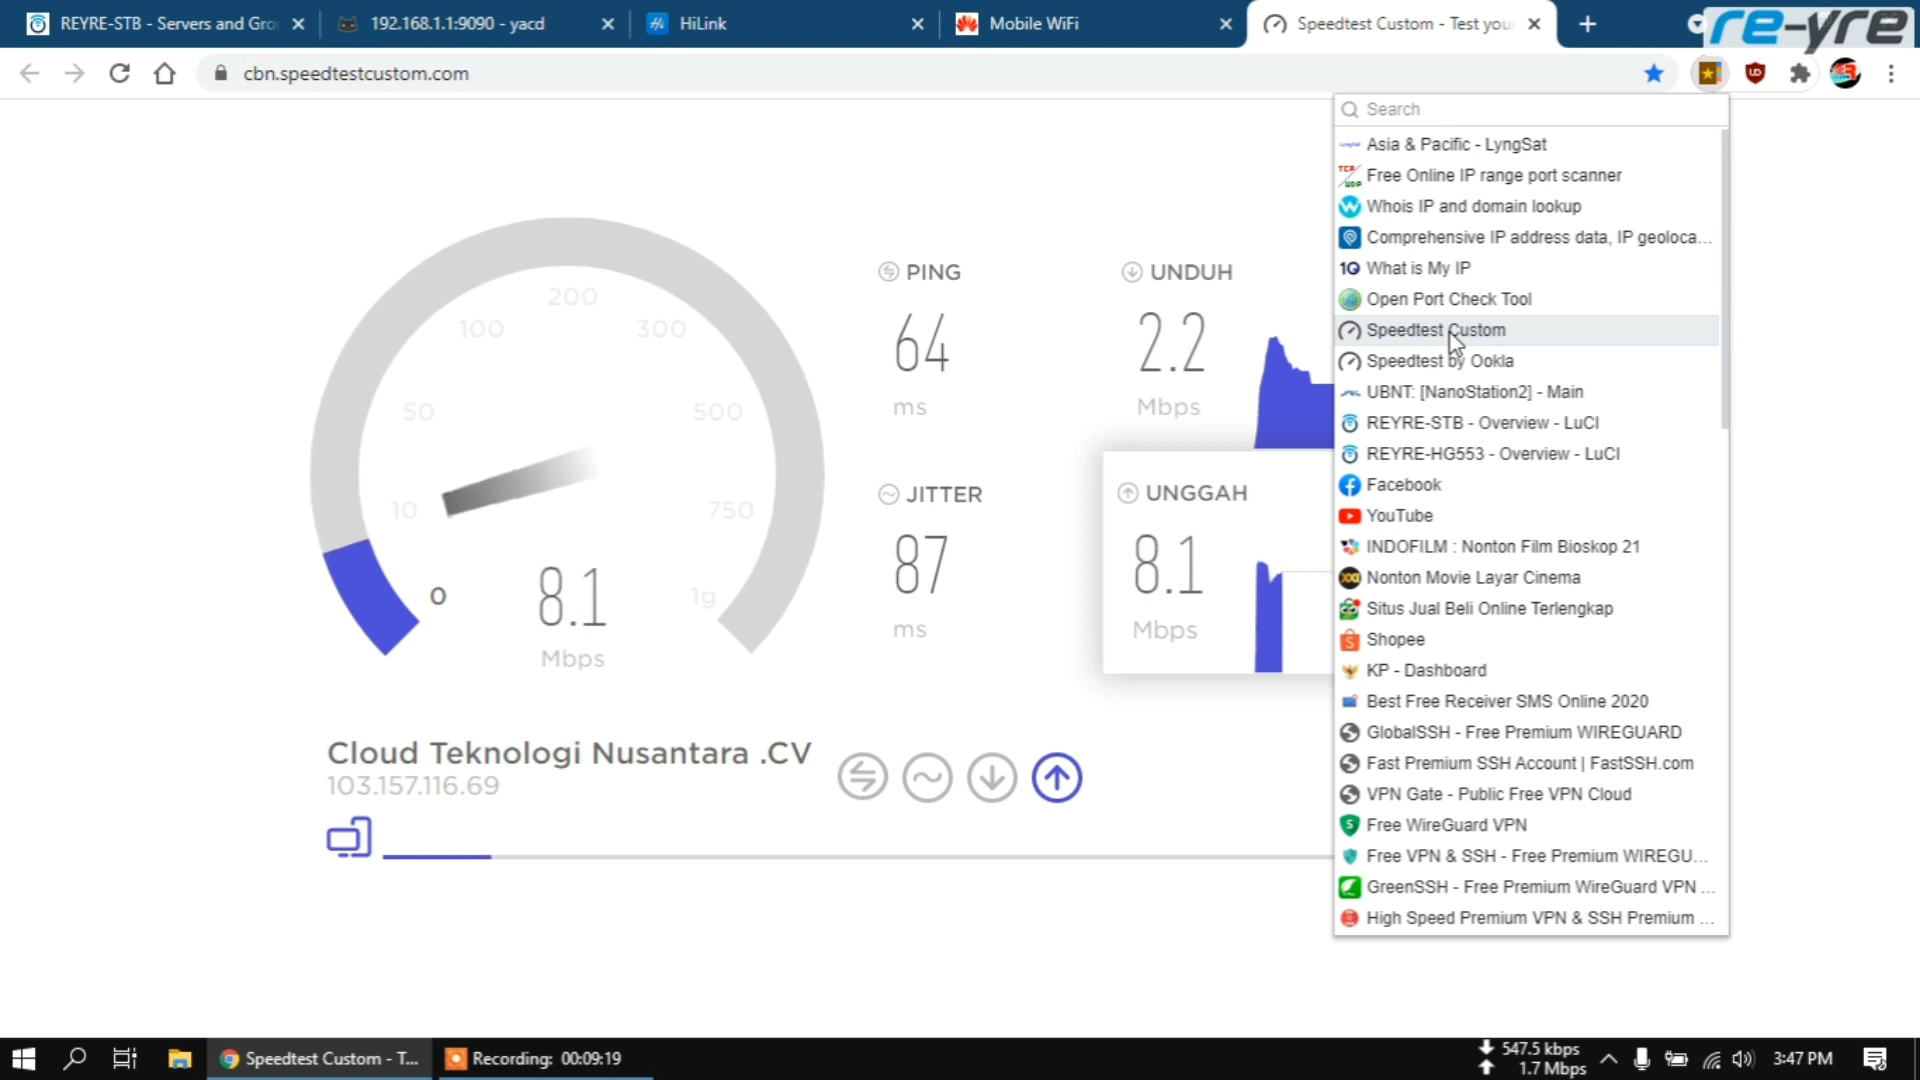 REYRE-STB - Servers and Gro
192.168.1.1:9090 - yacd
HiLink
Mobile WiFi
Speedtest Custom - Test your
re-yre
cbn.speedtestcustom.com
Search
Asia & Pacific - LyngSat
Free Online IP range port scanner
Whois IP and domain lookup
Comprehensive IP address data, IP geoloca...
What is My IP
Open Port Check Tool
Speedtest Custom
Speedtest by Ookla
UBNT: [NanoStation2] - Main
REYRE-STB - Overview - LuCI
REYRE-HG553 - Overview - LuCI
Facebook
YouTube
INDOFILM : Nonton Film Bioskop 21
Nonton Movie Layar Cinema
Situs Jual Beli Online Terlengkap
Shopee
KP - Dashboard
Best Free Receiver SMS Online 2020
GlobalSSH - Free Premium WIREGUARD
Fast Premium SSH Account | FastSSH.com
VPN Gate - Public Free VPN Cloud
Free WireGuard VPN
Free VPN & SSH - Free Premium WIREGU...
GreenSSH - Free Premium WireGuard VPN ...
High Speed Premium VPN & SSH Premium ...
0
10
50
100
200
300
500
750
1g
8.1
Mbps
PING
64
ms
UNDUH
2.2
Mbps
JITTER
87
ms
UNGGAH
8.1
Mbps
Cloud Teknologi Nusantara .CV
103.157.116.69
Speedtest Custom - T...
Recording: 00:09:19
547.5 kbps
1.7 Mbps
3:47 PM